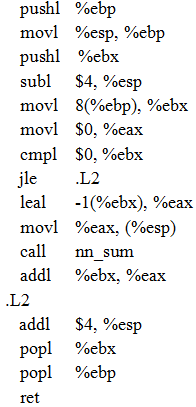 pushl %ebp
movl %esp, %ebp
pushl %ebx
subl $4, %esp
movl 8(%ebp), %ebx
movl $0, %eax
cmpl $0, %ebx
jle .L2
leal -1(%ebx), %eax
movl %eax, (%esp)
call nn_sum
addl %ebx, %eax
.L2
addl $4, %esp
popl %ebx
popl %ebp
ret